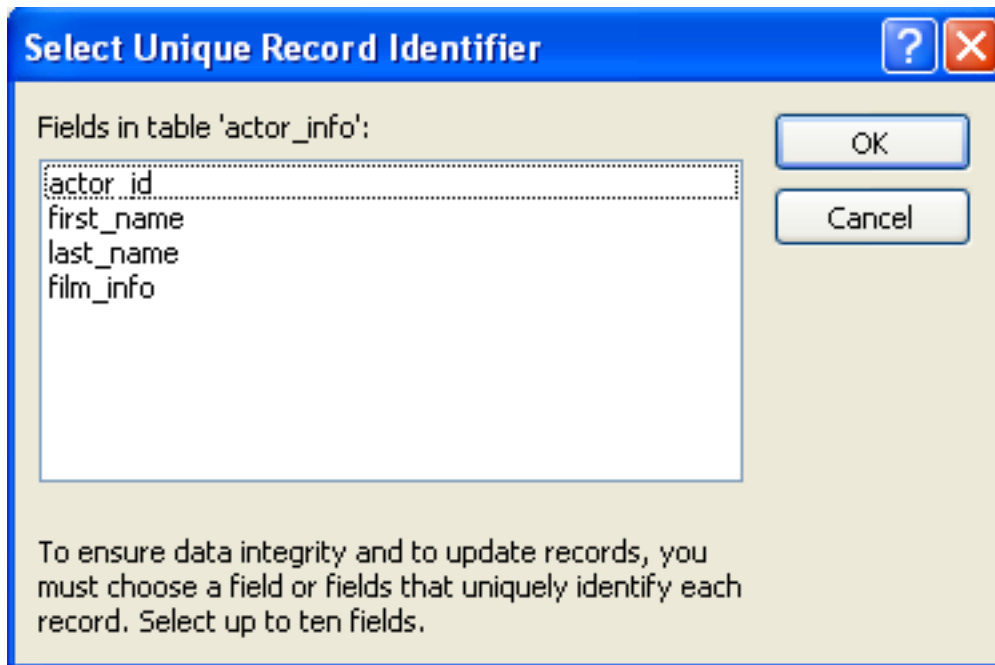 Select Unique Record Identifier
Fields in table 'actor_info':
OK
Cancel
actor_id
first_name
last_name
film_info
To ensure data integrity and to update records, you
must choose a field or fields that uniquely identify each
record. Select up to ten fields.